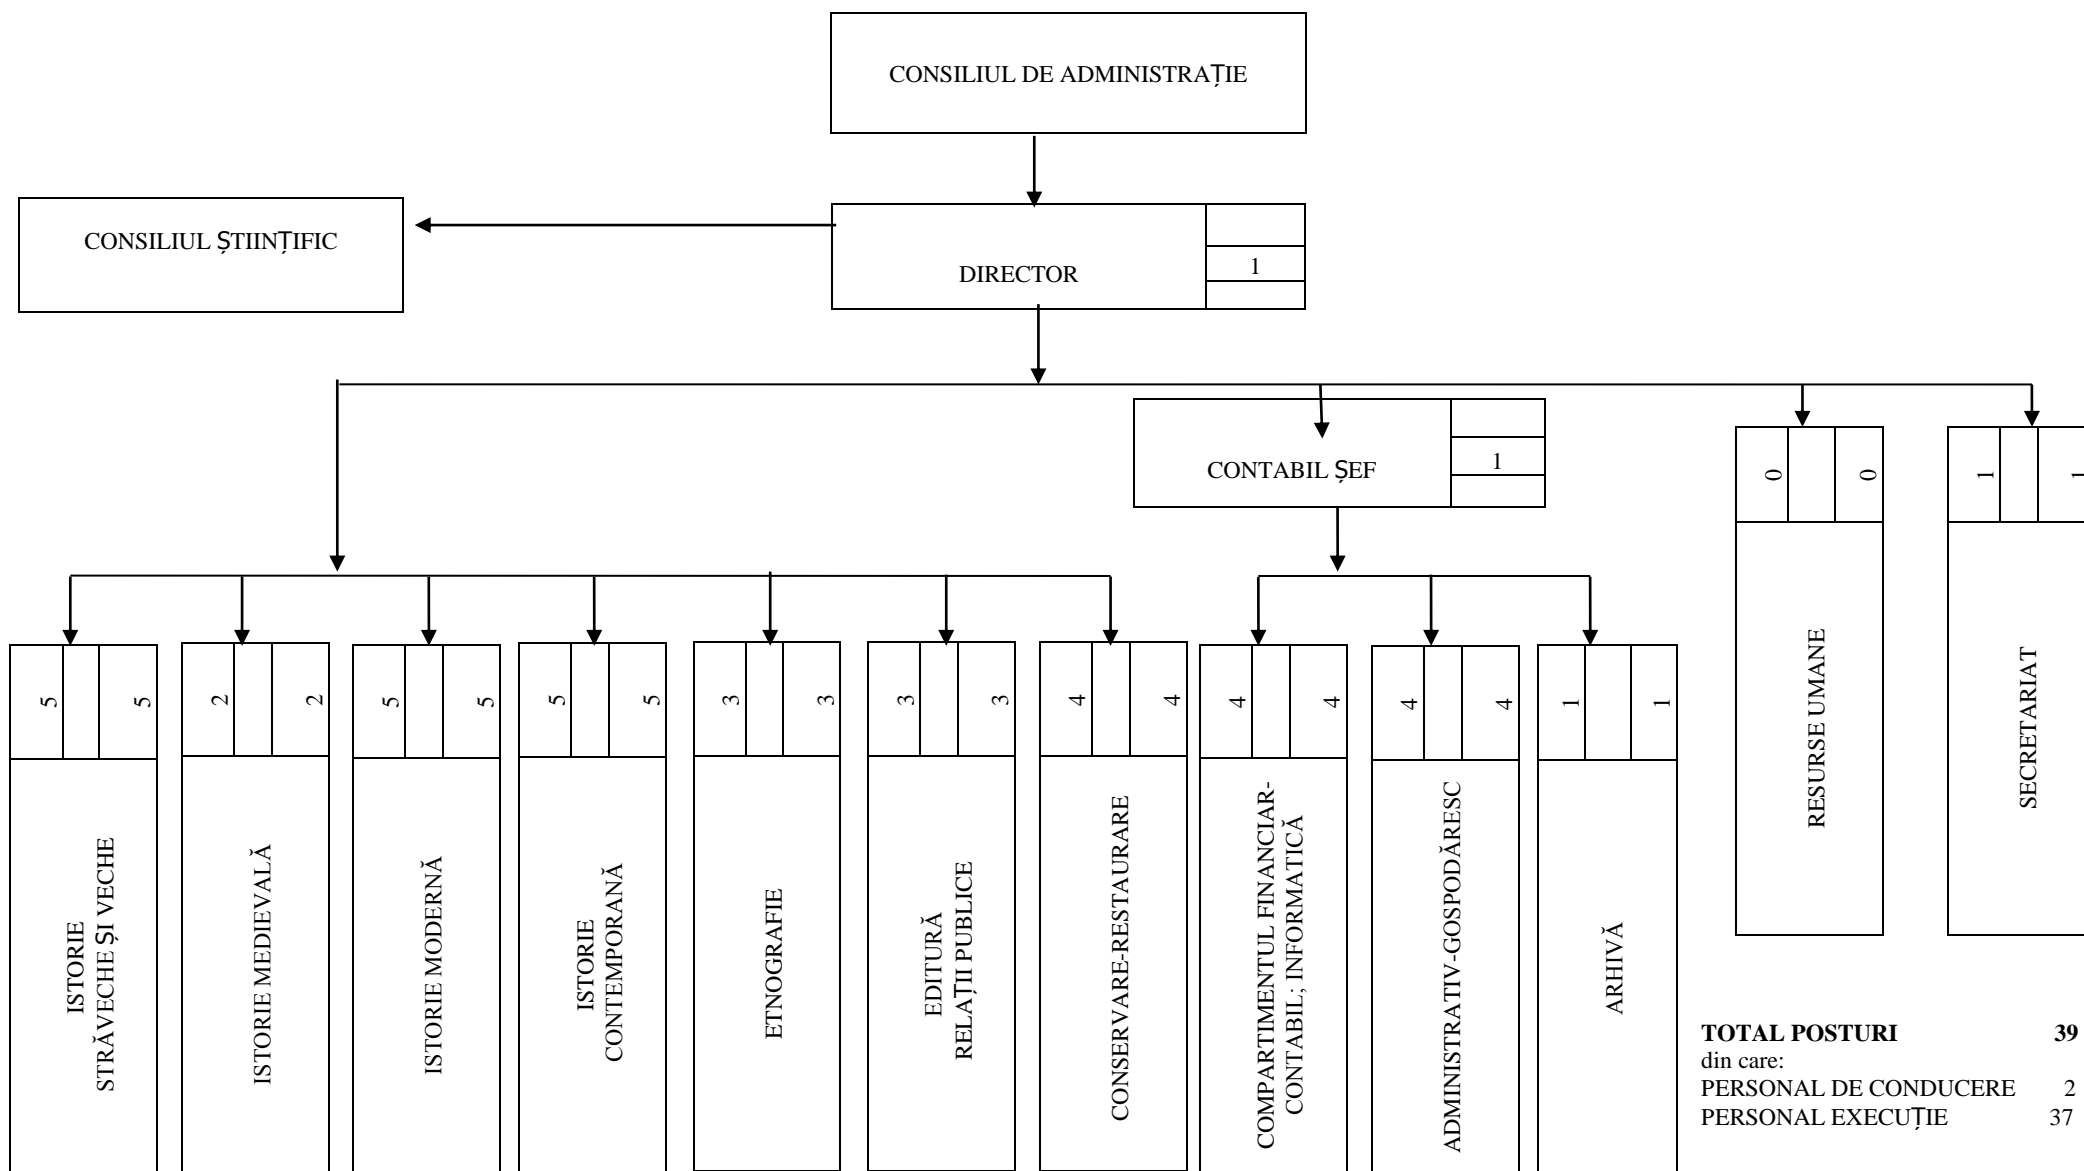 CONSILIUL DE ADMINISTRAȚIE
CONSILIUL ȘTIINȚIFIC
DIRECTOR
1
CONTABIL ȘEF
1
0 0
RESURSE UMANE
1 1
SECRETARIAT
5 5
ISTORIE
STRĂVECHE ȘI VECHE
2 2
ISTORIE MEDIEVALĂ
5 5
ISTORIE MODERNĂ
5 5
ISTORIE
CONTEMPORANĂ
3 3
ETNOGRAFIE
3 3
EDITURĂ
RELAȚII PUBLICE
4 4
CONSERVARE-RESTAURARE
4 4
COMPARTIMENTUL FINANCIAR-
CONTABIL; INFORMATICĂ
4 4
ADMINISTRATIV-GOSPODĂRESC
1 1
ARHIVĂ
TOTAL POSTURI 39
din care:
PERSONAL DE CONDUCERE 2
PERSONAL EXECUȚIE 37